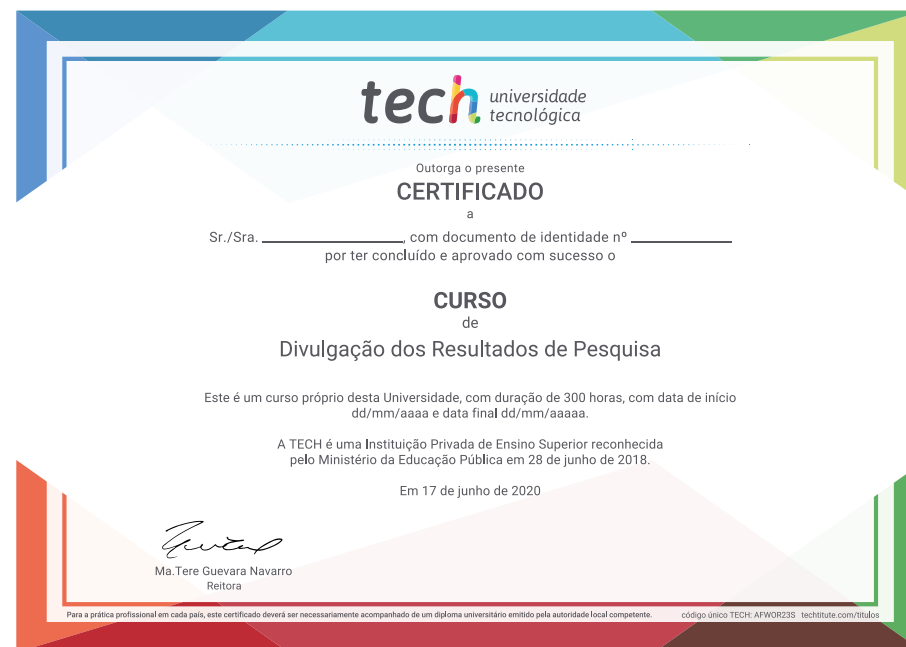 tech universidade
tecnológica
Outorga o presente
CERTIFICADO
a
Sr./Sra. ____________________, com documento de identidade nº ______________
por ter concluído e aprovado com sucesso o
CURSO
de
Divulgação dos Resultados de Pesquisa
Este é um curso próprio desta Universidade, com duração de 300 horas, com data de início
dd/mm/aaaa e data final dd/mm/aaaaa.
A TECH é uma Instituição Privada de Ensino Superior reconhecida
pelo Ministério da Educação Pública em 28 de junho de 2018.
Em 17 de junho de 2020
Ma.Tere Guevara Navarro
Reitora
Para a prática profissional em cada país, este certificado deverá ser necessariamente acompanhado de um diploma universitário emitido pela autoridade local competente. código único TECH: AFWOR23S techtitute.com/titulos